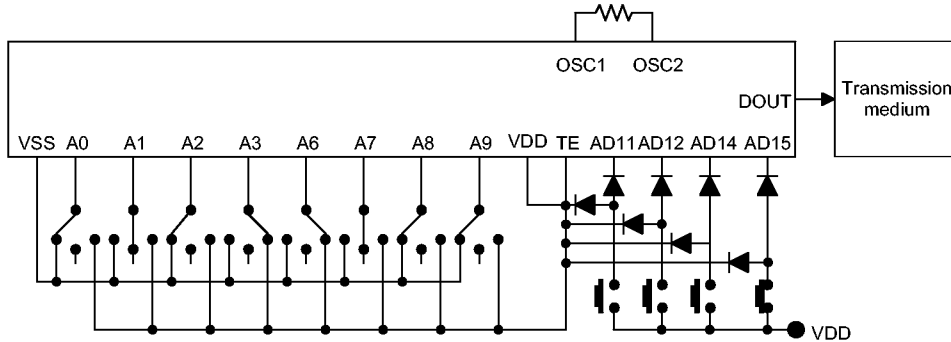 OSC1 OSC2
DOUT
Transmission
medium
VSS A0 A1 A2 A3 A6 A7 A8 A9 VDD TE AD11 AD12 AD14 AD15
VDD